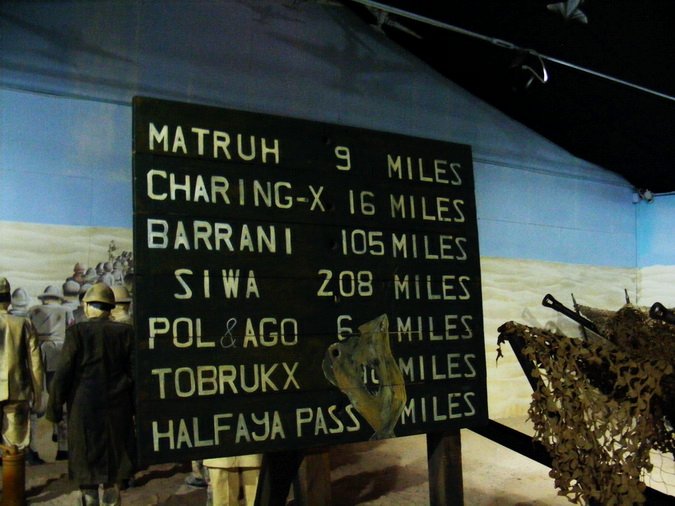 MATRUH 9 MILES
CHARING-X 16 MILES
BARRANI 105 MILES
SIWA 208 MILES
POL & AGO 6 MILES
TOBRUKX MILES
HALFAYA PASS MILES